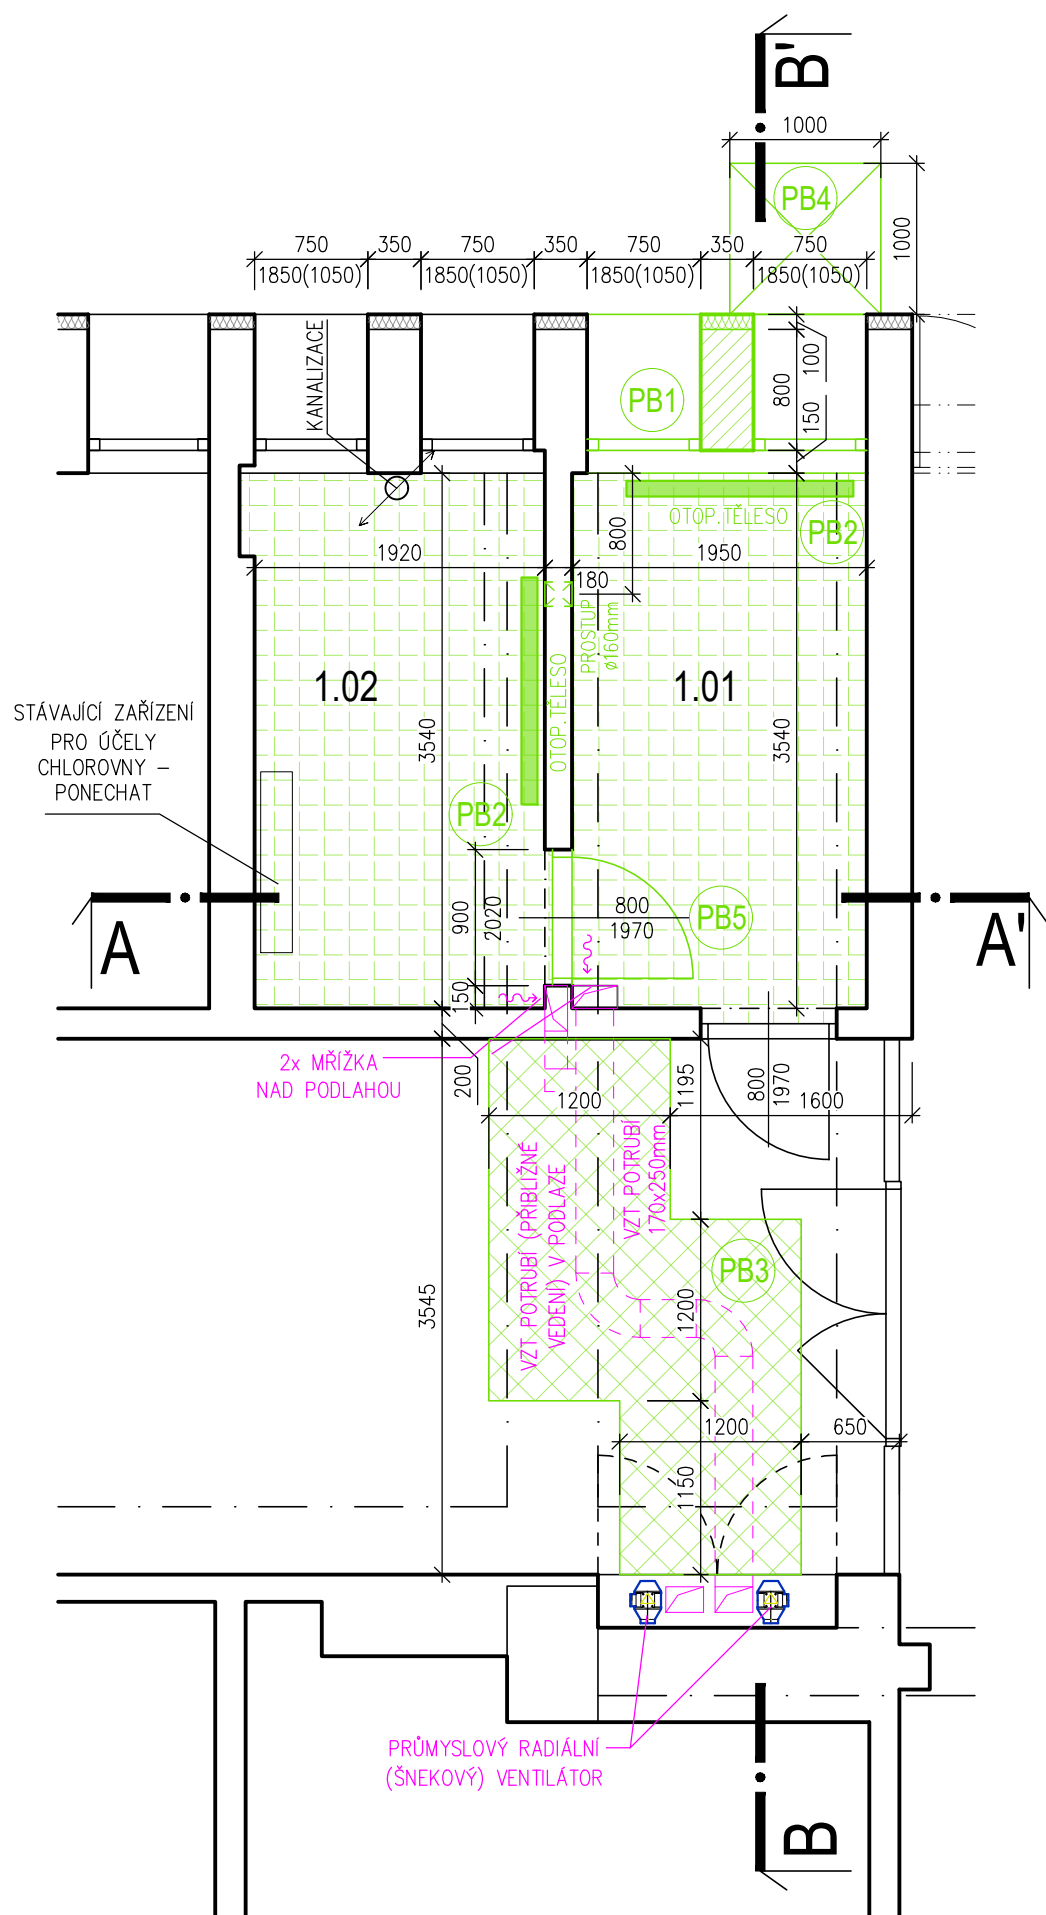 B'
1000
PB4
1000
750
350
750
350
750
350
750
1850(1050)
1850(1050)
1850(1050)
1850(1050)
KANALIZACE
PB1
800
100
150
OTOP.TĚLESO
PB2
800
1920
180
1950
PROSTUP
ø160mm
OTOP.TĚLESO
1.02
1.01
3540
3540
STÁVAJÍCÍ ZAŘÍZENÍ
PRO ÚČELY
CHLOROVNY –
PONECHAT
PB2
900
2020
800
1970
PB5
A
A'
150
2x MŘÍŽKA
NAD PODLAHOU
200
1200
1195
800
1970
1600
VZT POTRUBÍ (PŘIBLIŽNÉ
VEDENÍ) V PODLAZE
VZT POTRUBÍ
170x250mm
PB3
3545
1200
1200
650
1150
PRŮMYSLOVÝ RADIÁLNÍ
(ŠNEKOVÝ) VENTILÁTOR
B